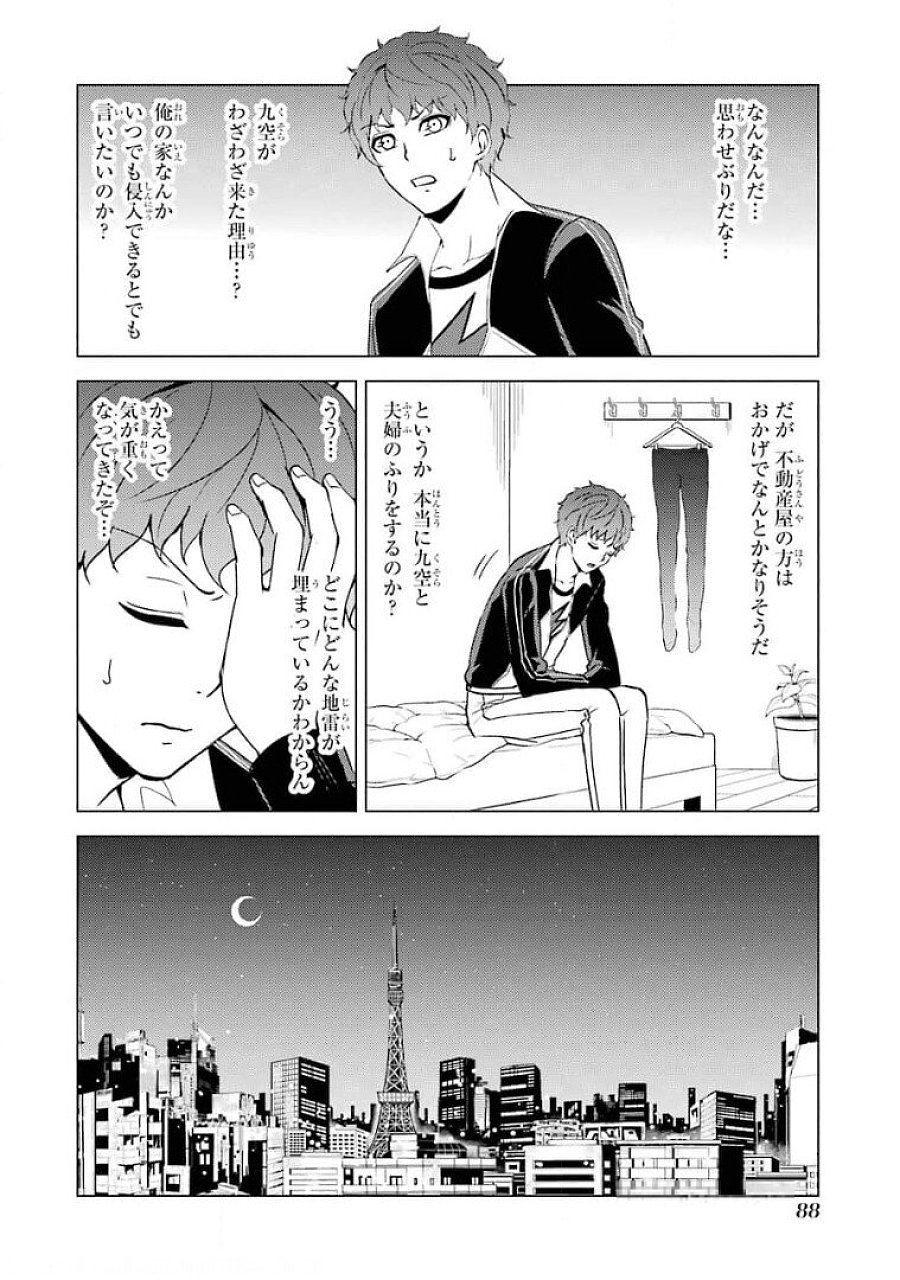 なんなんだ…
思わせぶりだな…
九空が
わざわざ来た理由…?
俺の家なんか
いつでも侵入できるとでも
言いたいのか?
だが 不動産屋の方は
おかげでなんとかなりそうだ
というか 本当に九空と
夫婦のふりをするのか?
うう…
どこにどんな地雷が
埋まっているかわからん
かえって
気が重く
なってきたぞ…
88